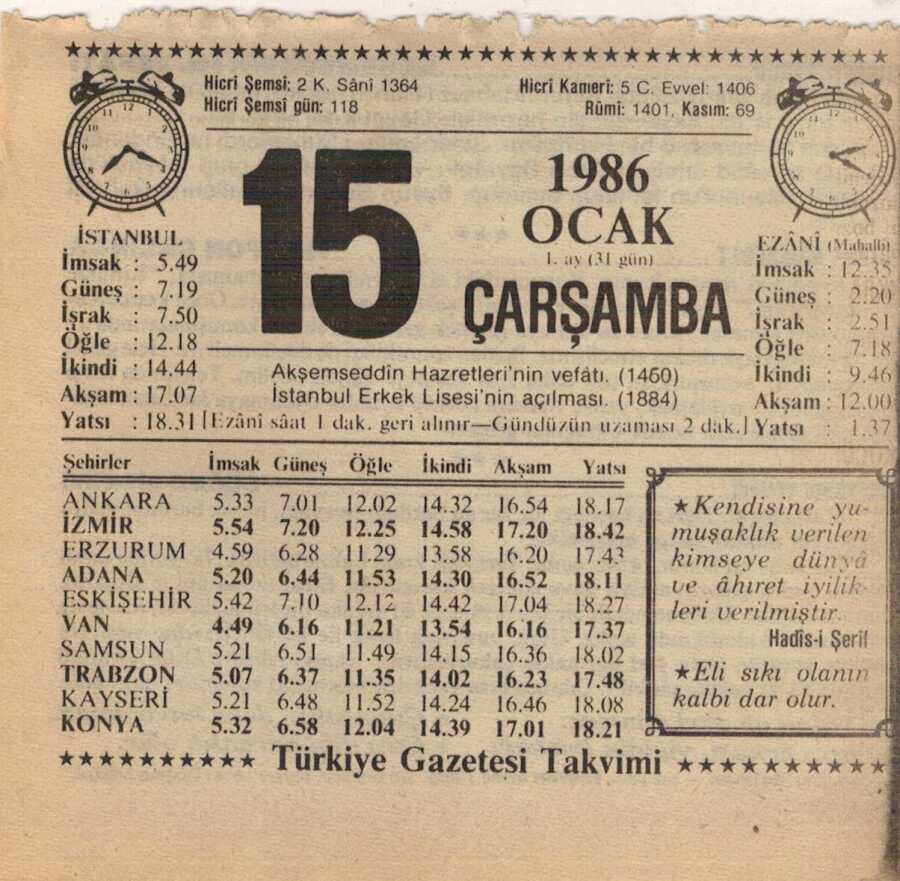 Hicrî Şemsî: 2 K. Sânî 1364
Hicrî Şemsî gün: 118
Hicrî Kamerî: 5 C. Evvel: 1406
Rûmî: 1401, Kasım: 69
15
1986
OCAK
1. ay (31 gün)
ÇARŞAMBA
İSTANBUL
İmsak : 5.49
Güneş : 7.19
İşrak : 7.50
Öğle : 12.18
İkindi : 14.44
Akşam : 17.07
Yatsı : 18.31
EZÂNÎ (Mahallî)
İmsak : 12.35
Güneş : 2.20
İşrak : 2.51
Öğle : 7.18
İkindi : 9.46
Akşam : 12.00
Yatsı : 1.37
Akşemseddîn Hazretleri'nin vefâtı. (1460)
İstanbul Erkek Lisesi'nin açılması. (1884)
[Ezânî sâat 1 dak. geri alınır—Gündüzün uzaması 2 dak.]
Şehirler İmsak Güneş Öğle İkindi Akşam Yatsı
ANKARA 5.33 7.01 12.02 14.32 16.54 18.17
İZMİR 5.54 7.20 12.25 14.58 17.20 18.42
ERZURUM 4.59 6.28 11.29 13.58 16.20 17.43
ADANA 5.20 6.44 11.53 14.30 16.52 18.11
ESKİŞEHİR 5.42 7.10 12.12 14.42 17.04 18.27
VAN 4.49 6.16 11.21 13.54 16.16 17.37
SAMSUN 5.21 6.51 11.49 14.15 16.36 18.02
TRABZON 5.07 6.37 11.35 14.02 16.23 17.48
KAYSERİ 5.21 6.48 11.52 14.24 16.46 18.08
KONYA 5.32 6.58 12.04 14.39 17.01 18.21
★Kendisine yu-
muşaklık verilen
kimseye dünyâ
ve âhıret iyilik-
leri verilmiştir.
Hadîs-i Şerîf
★Eli sıkı olanın
kalbi dar olur.
Türkiye Gazetesi Takvimi